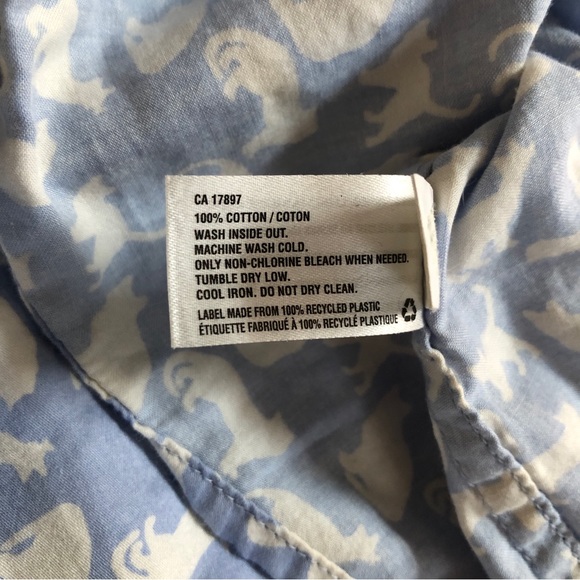 CA 17897
100% COTTON / COTON
WASH INSIDE OUT.
MACHINE WASH COLD.
ONLY NON-CHLORINE BLEACH WHEN NEEDED.
TUMBLE DRY LOW.
COOL IRON. DO NOT DRY CLEAN.
LABEL MADE FROM 100% RECYCLED PLASTIC
ÉTIQUETTE FABRIQUÉ À 100% RECYCLÉ PLASTIQUE